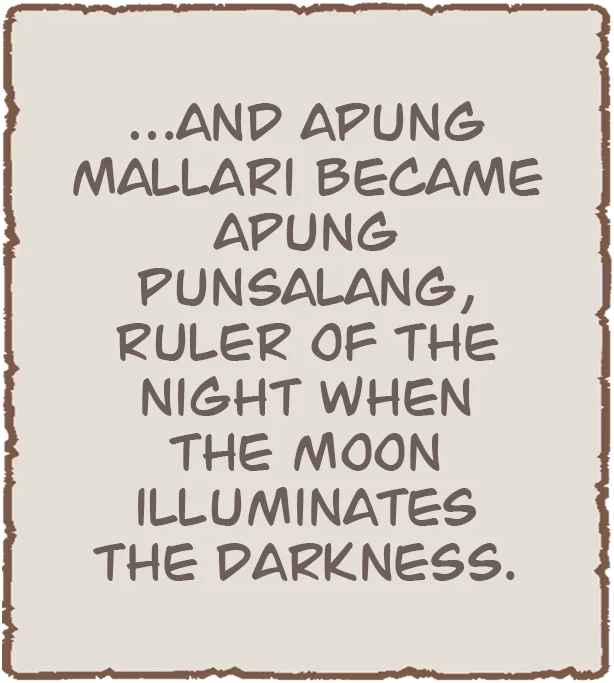 ...AND APUNG
MALLARI BECAME
APUNG
PUNSALANG,
RULER OF THE
NIGHT WHEN
THE MOON
ILLUMINATES
THE DARKNESS.